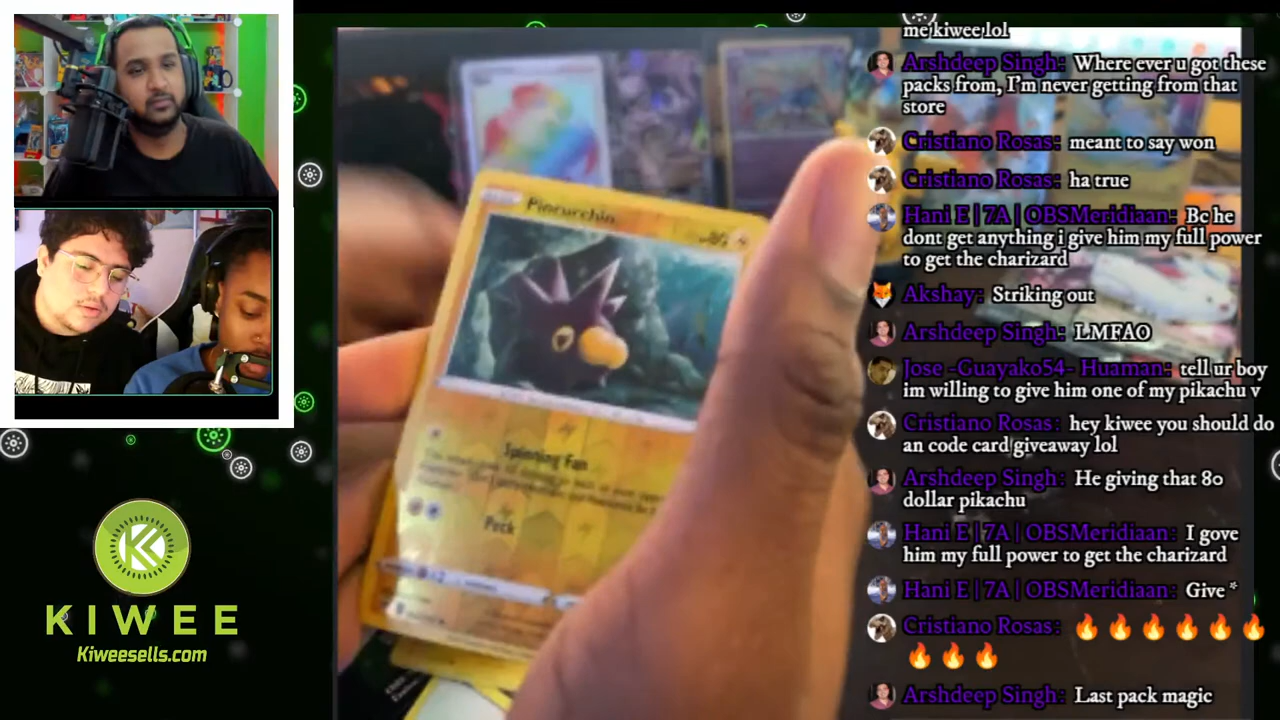 me kiwee lol
Arshdeep Singh: Where ever u got these
packs from, I'm never getting from that
store
Cristiano Rosas: meant to say won
Cristiano Rosas: ha true
Hani E | 7A | OBSMeridiaan: Bc he
dont get anything i give him my full power
to get the charizard
Akshay: Striking out
Arshdeep Singh: LMFAO
Jose -Guayako54- Huaman: tell ur boy
im willing to give him one of my pikachu v
Cristiano Rosas: hey kiwee you should do
an code card giveaway lol
Arshdeep Singh: He giving that 80
dollar pikachu
Hani E | 7A | OBSMeridiaan: I gove
him my full power to get the charizard
Hani E | 7A | OBSMeridiaan: Give *
Cristiano Rosas: 🔥 🔥 🔥 🔥 🔥 🔥
🔥 🔥 🔥
Arshdeep Singh: Last pack magic
Pincurchin
Spinning Fan
Peck
K
KIWEE
Kiweesells.com